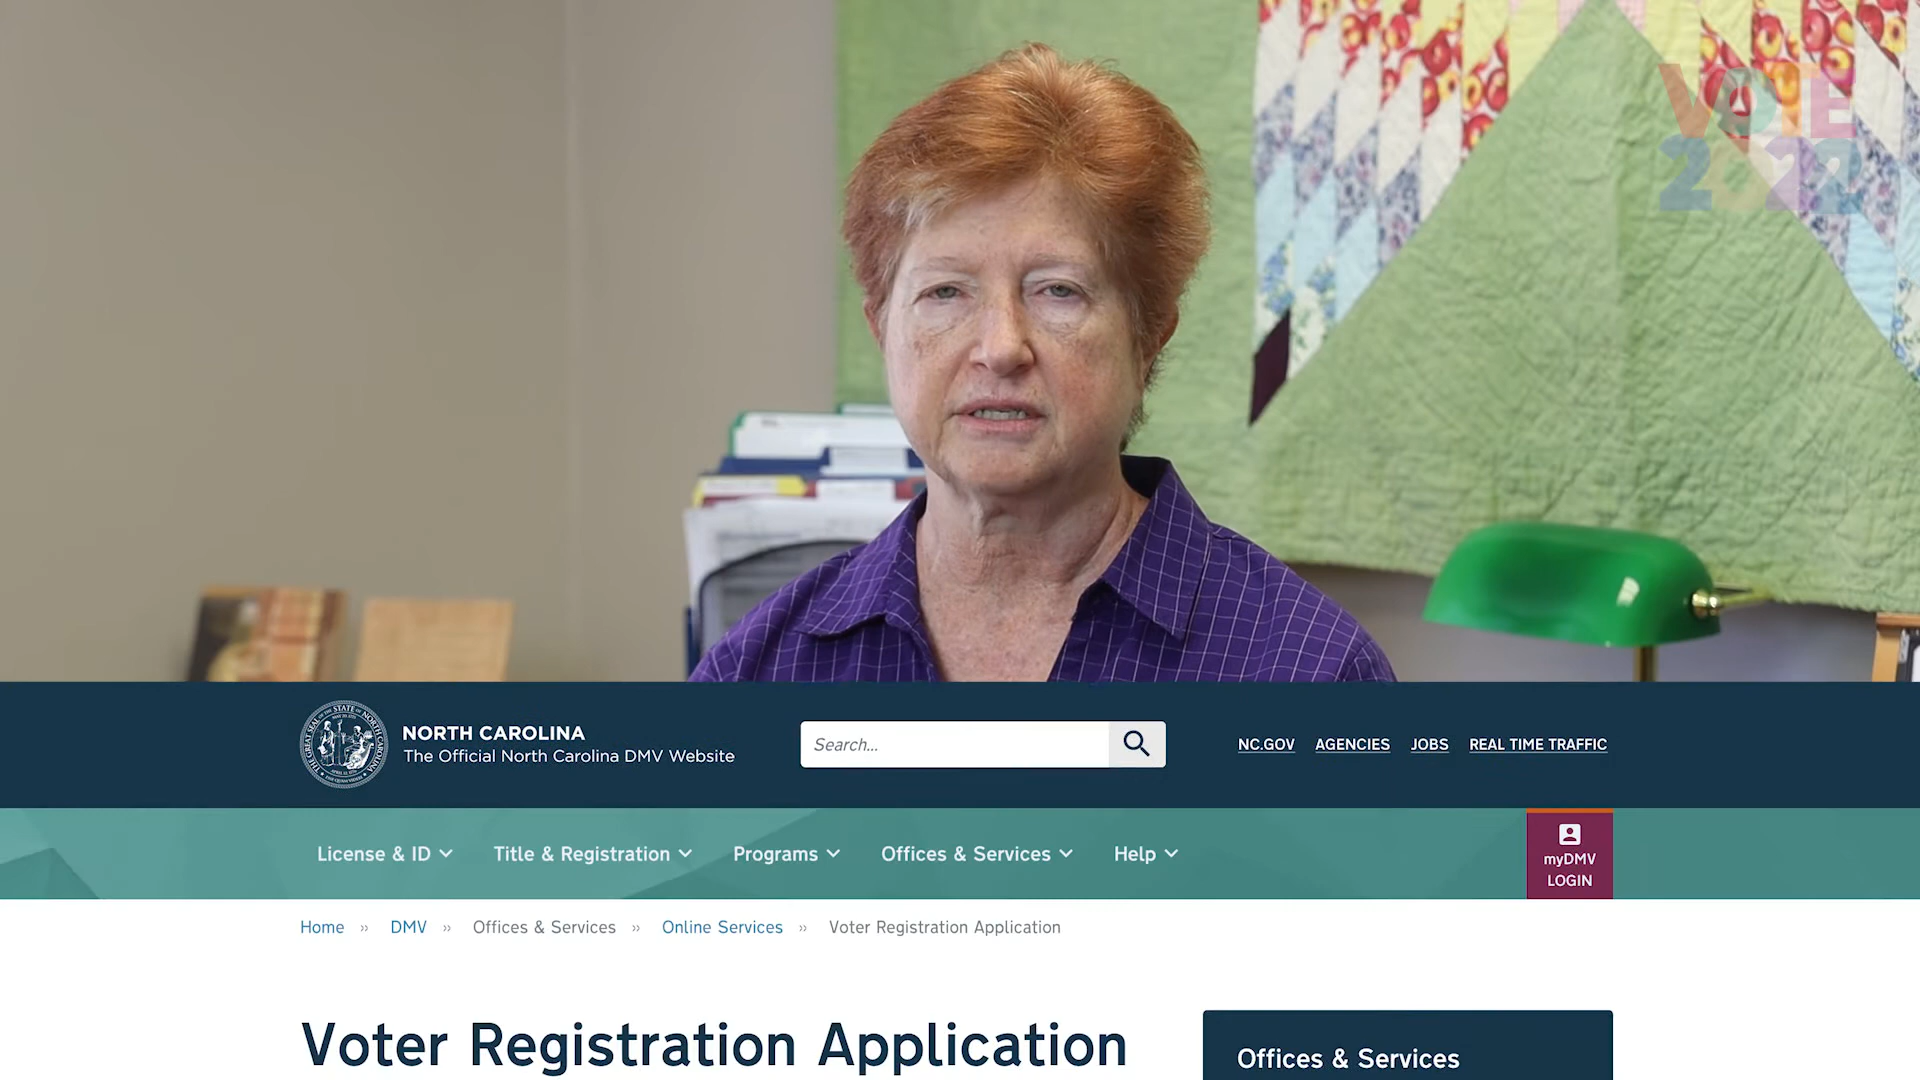 VOTE
2022
NORTH CAROLINA
The Official North Carolina DMV Website
Search...
NC.GOV AGENCIES JOBS REAL TIME TRAFFIC
License & ID Title & Registration Programs Offices & Services Help
myDMV
LOGIN
Home » DMV » Offices & Services » Online Services » Voter Registration Application
Voter Registration Application
Offices & Services